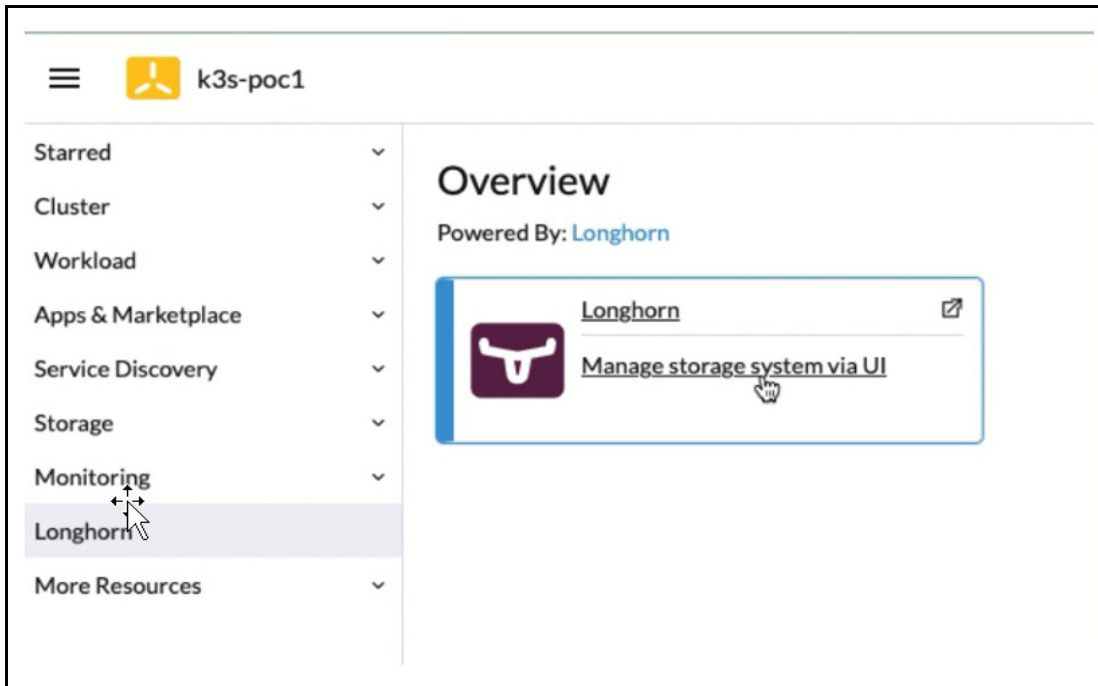 k3s-poc1
Starred
Cluster
Workload
Apps & Marketplace
Service Discovery
Storage
Monitoring
Longhorn
More Resources
Overview
Powered By: Longhorn
Longhorn
Manage storage system via UI